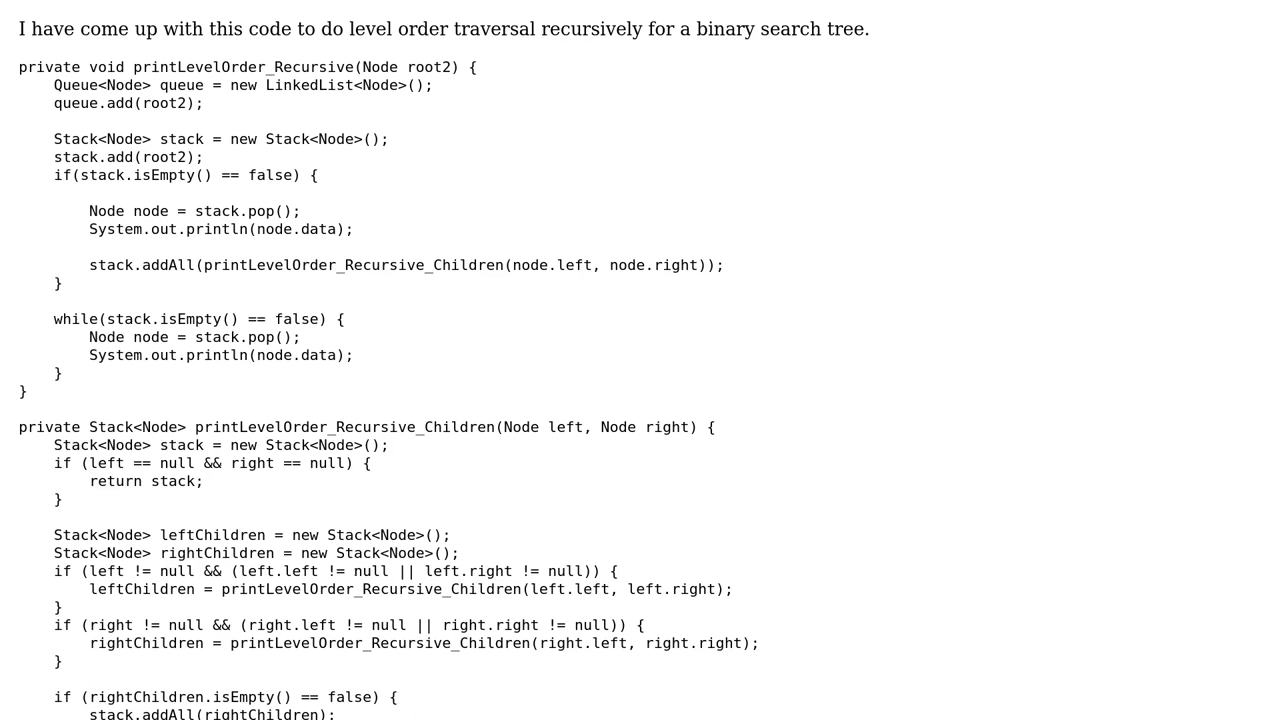 I have come up with this code to do level order traversal recursively for a binary search tree.
private void printLevelOrder_Recursive(Node root2) {
    Queue<Node> queue = new LinkedList<Node>();
    queue.add(root2);

    Stack<Node> stack = new Stack<Node>();
    stack.add(root2);
    if(stack.isEmpty() == false) {

        Node node = stack.pop();
        System.out.println(node.data);

        stack.addAll(printLevelOrder_Recursive_Children(node.left, node.right));
    }

    while(stack.isEmpty() == false) {
        Node node = stack.pop();
        System.out.println(node.data);
    }
}

private Stack<Node> printLevelOrder_Recursive_Children(Node left, Node right) {
    Stack<Node> stack = new Stack<Node>();
    if (left == null && right == null) {
        return stack;
    }

    Stack<Node> leftChildren = new Stack<Node>();
    Stack<Node> rightChildren = new Stack<Node>();
    if (left != null && (left.left != null || left.right != null)) {
        leftChildren = printLevelOrder_Recursive_Children(left.left, left.right);
    }
    if (right != null && (right.left != null || right.right != null)) {
        rightChildren = printLevelOrder_Recursive_Children(right.left, right.right);
    }

    if (rightChildren.isEmpty() == false) {
        stack.addAll(rightChildren);